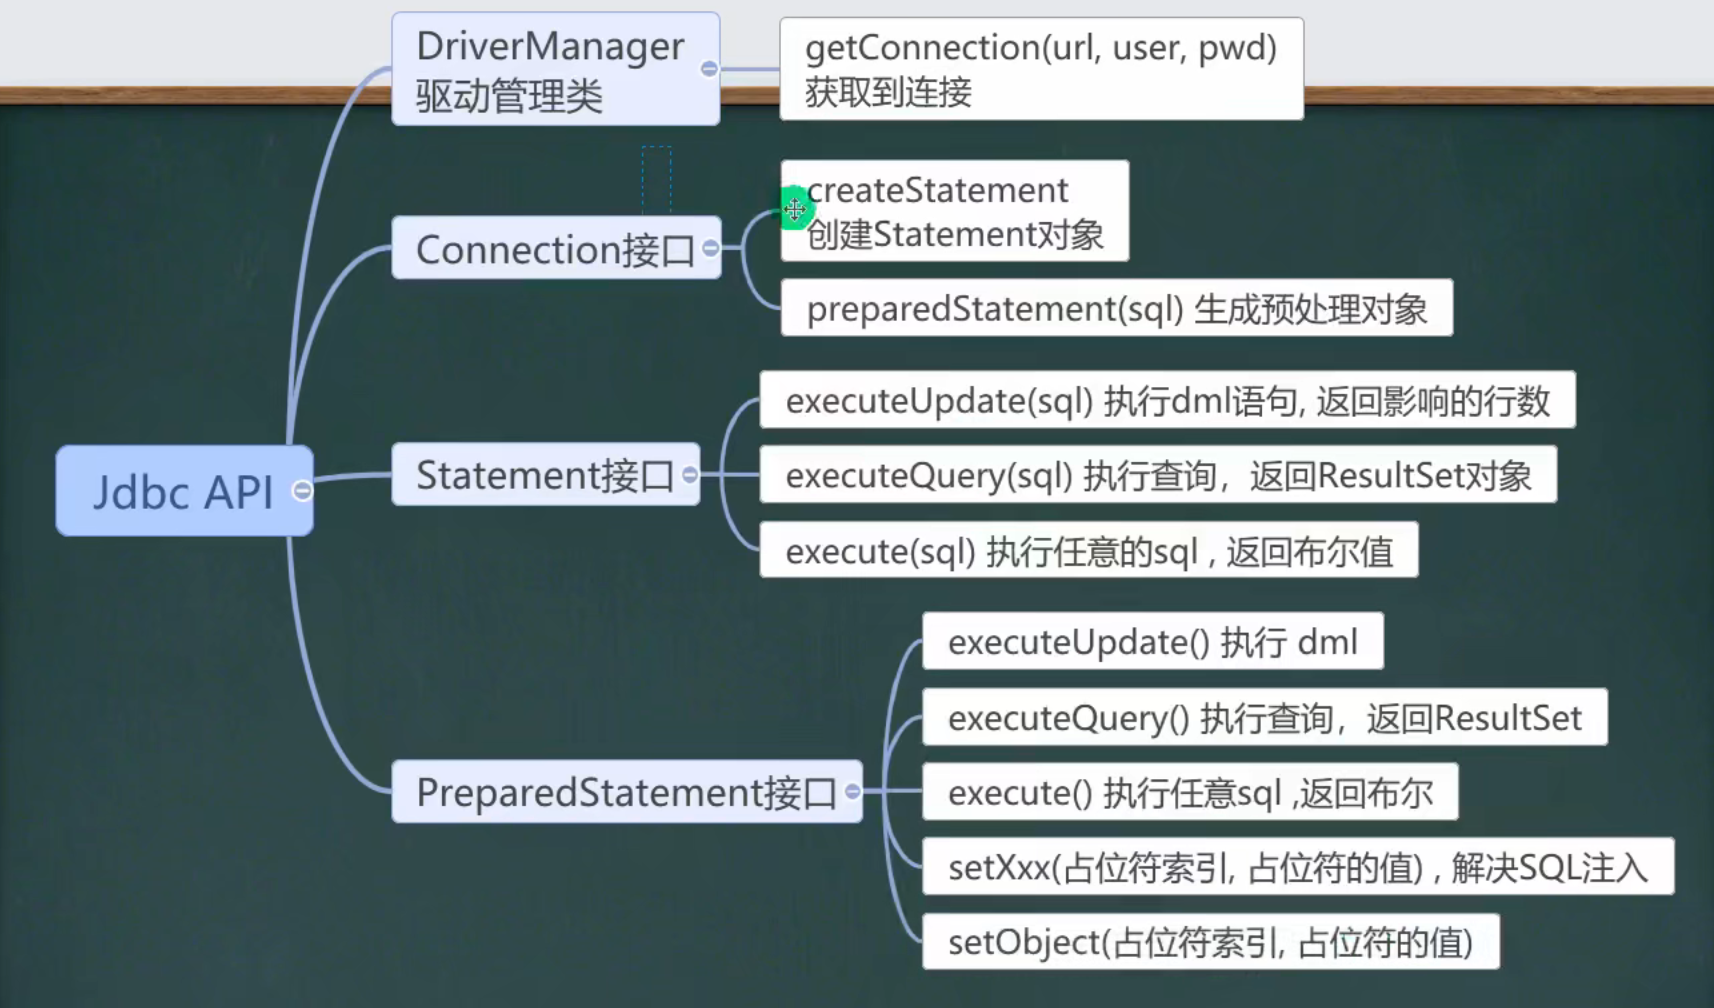 DriverManager
驱动管理类
getConnection(url, user, pwd)
获取到连接
Connection接口
createStatement
创建Statement对象
preparedStatement(sql) 生成预处理对象
Jdbc API
Statement接口
executeUpdate(sql) 执行dml语句, 返回影响的行数
executeQuery(sql) 执行查询，返回ResultSet对象
execute(sql) 执行任意的sql , 返回布尔值
PreparedStatement接口
executeUpdate() 执行 dml
executeQuery() 执行查询，返回ResultSet
execute() 执行任意sql ,返回布尔
setXxx(占位符索引, 占位符的值) , 解决SQL注入
setObject(占位符索引, 占位符的值)